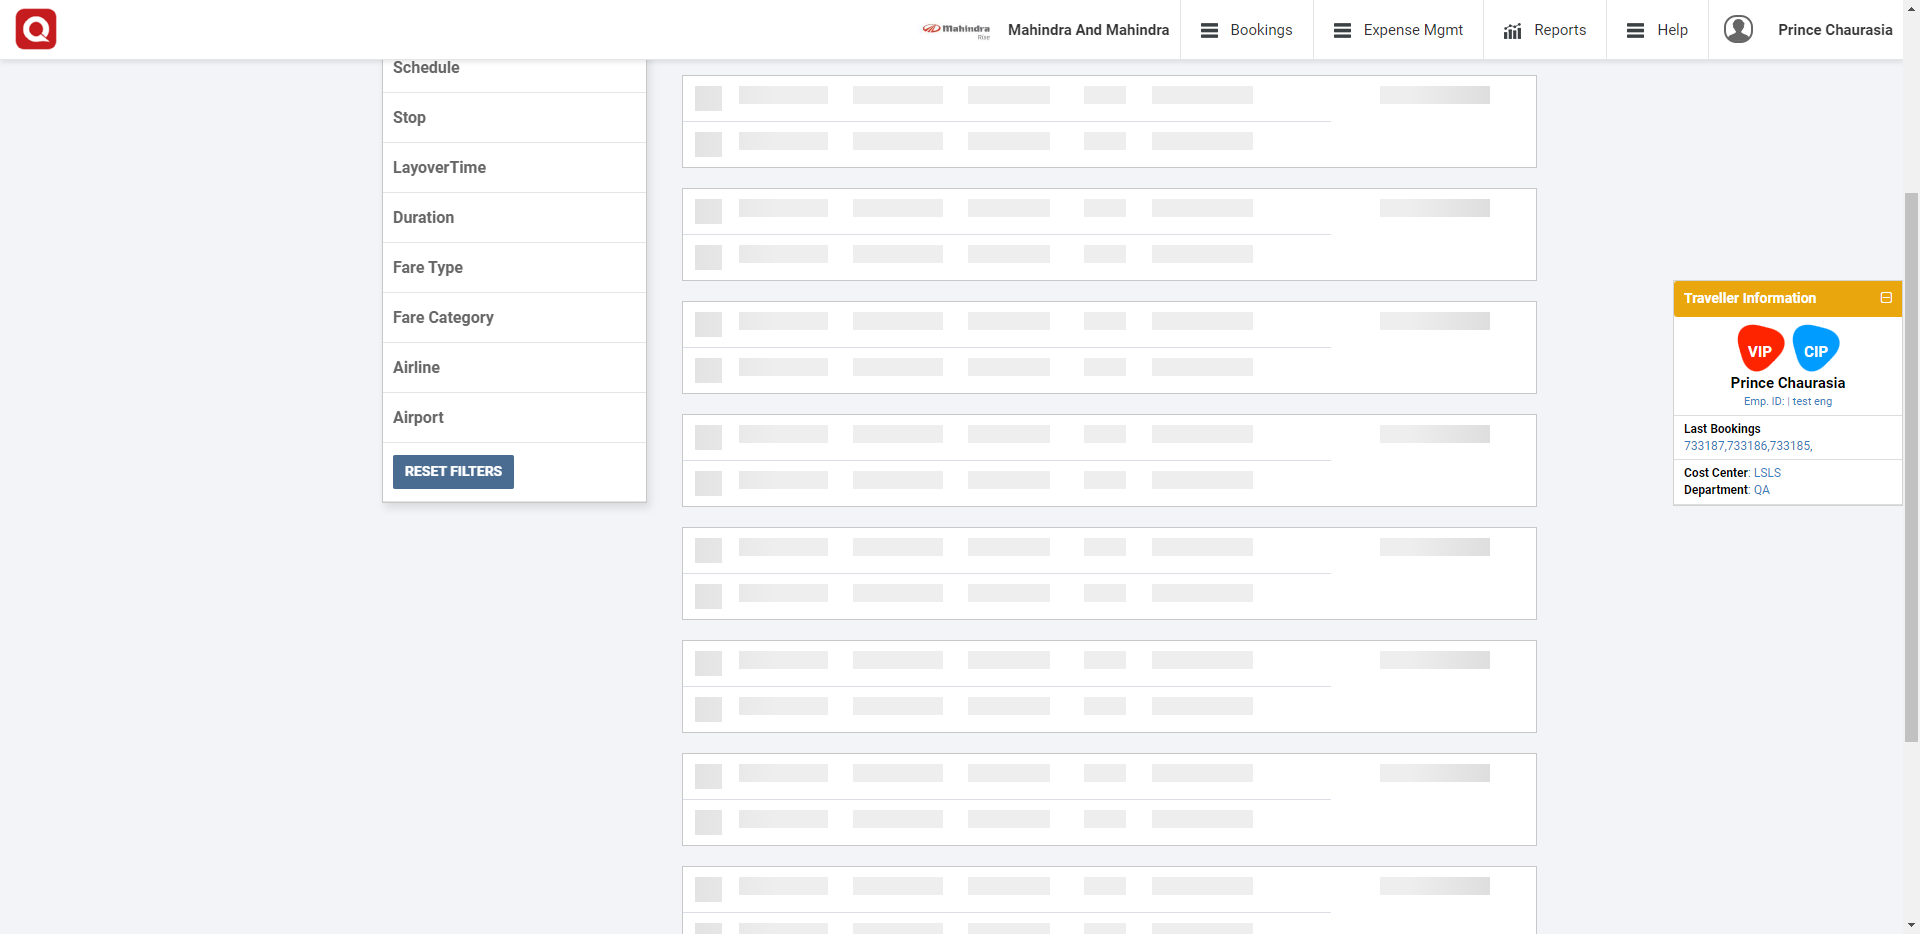 Q
Mahindra
Rise
Mahindra And Mahindra
Bookings
Expense Mgmt
Reports
Help
Prince Chaurasia
Schedule
Stop
LayoverTime
Duration
Fare Type
Fare Category
Airline
Airport
RESET FILTERS
Traveller Information
VIP CIP
Prince Chaurasia
Emp. ID: | test eng
Last Bookings
733187,733186,733185,
Cost Center: LSLS
Department: QA